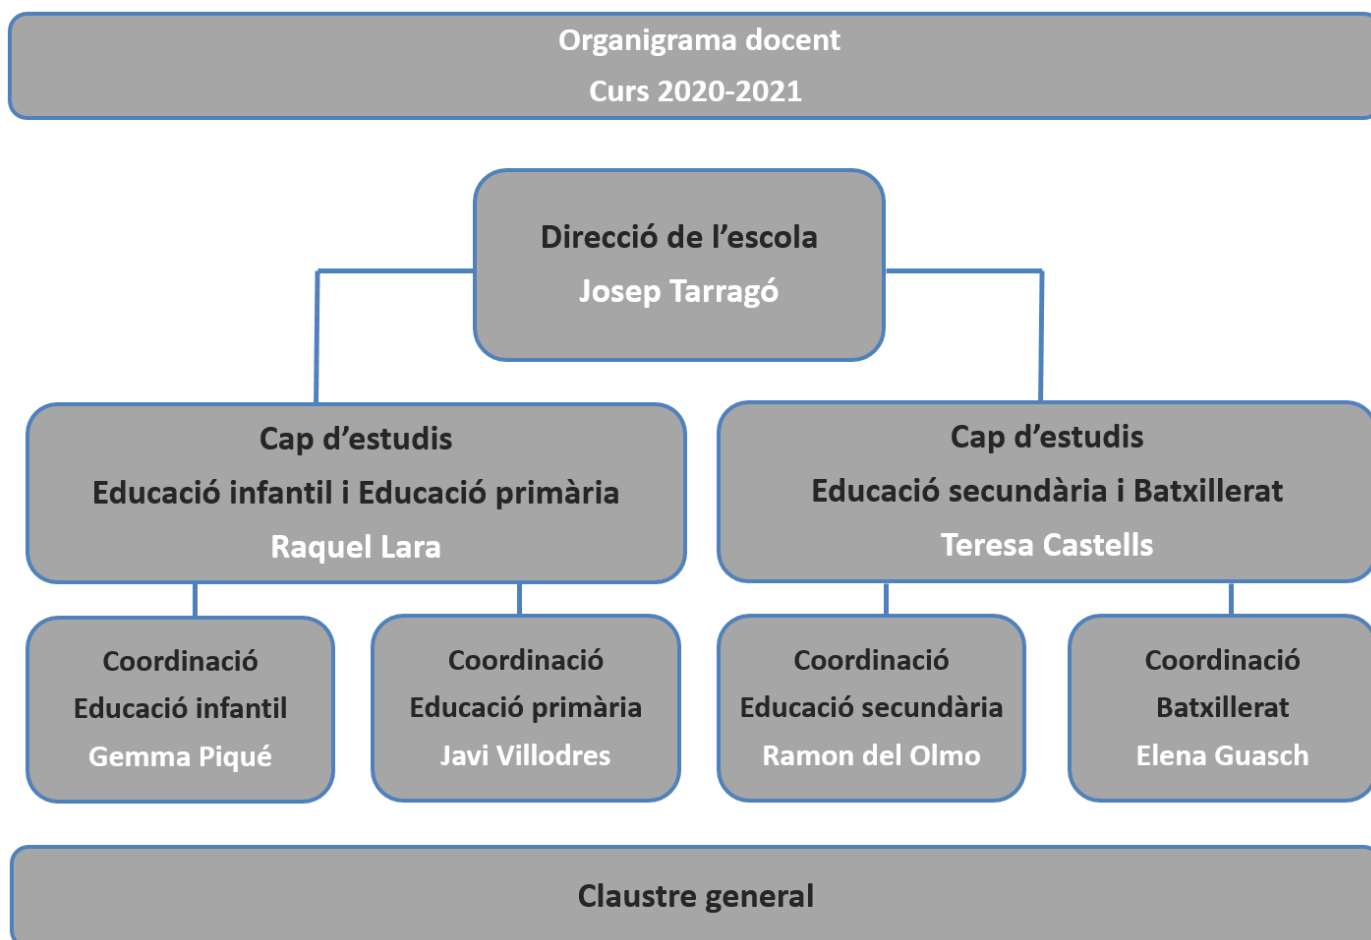 Organigrama docent
Curs 2020-2021
Direcció de l’escola
Josep Tarragó
Cap d’estudis
Educació infantil i Educació primària
Raquel Lara
Cap d’estudis
Educació secundària i Batxillerat
Teresa Castells
Coordinació
Educació infantil
Gemma Piqué
Coordinació
Educació primària
Javi Villodres
Coordinació
Educació secundària
Ramon del Olmo
Coordinació
Batxillerat
Elena Guasch
Claustre general